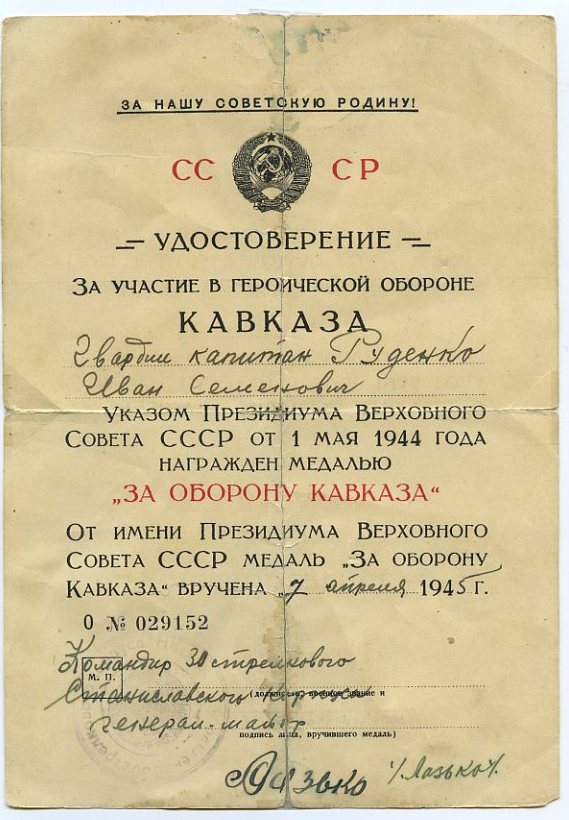 ЗА НАШУ СОВЕТСКУЮ РОДИНУ!
СС СР
УДОСТОВЕРЕНИЕ
ЗА УЧАСТИЕ В ГЕРОИЧЕСКОЙ ОБОРОНЕ
КАВКАЗА
Гвардии капитан Руденко
Иван Семенович
УКАЗОМ ПРЕЗИДИУМА ВЕРХОВНОГО
СОВЕТА СССР ОТ 1 МАЯ 1944 ГОДА
НАГРАЖДЕН МЕДАЛЬЮ
„ЗА ОБОРОНУ КАВКАЗА“
ОТ ИМЕНИ ПРЕЗИДИУМА ВЕРХОВНОГО
СОВЕТА СССР МЕДАЛЬ „ЗА ОБОРОНУ
КАВКАЗА“ ВРУЧЕНА „7 апреля 1945 г.
О № 029152
Командир 30 стрелкового
М. П.
Станиславского корпуса
(должность, военное звание и
генерал-майор
подпись лица, вручившего медаль)
Лазько /Лазько/.